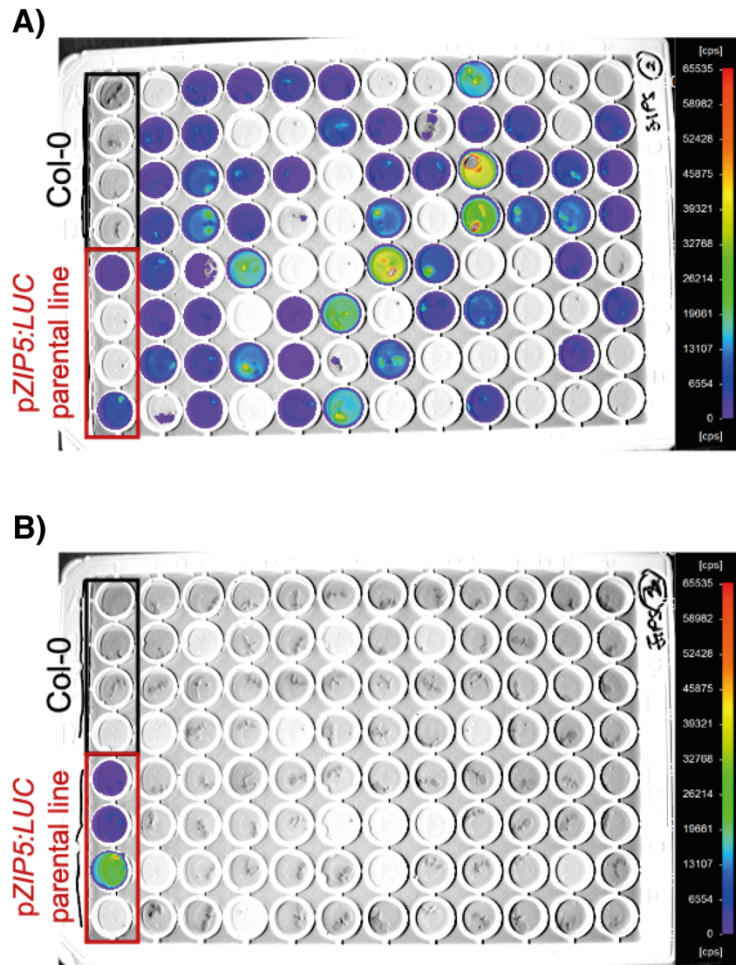 A)
Col-0
pZIP5:LUC
parental line
2
[cps]
65535
58982
52428
45875
39321
32768
26214
19661
13107
6554
0
[cps]
B)
Col-0
pZIP5:LUC
parental line
[cps]
65535
58982
52428
45875
39321
32768
26214
19661
13107
6554
0
[cps]